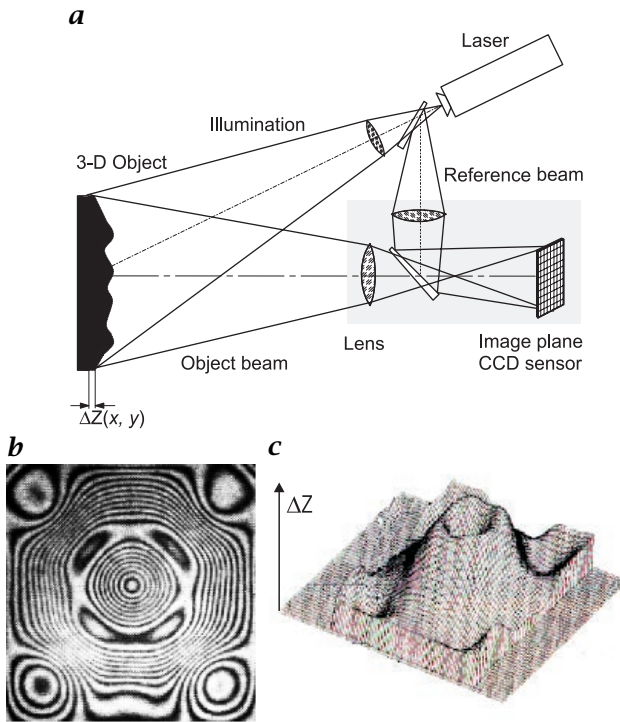 a
Laser
Illumination
3-D Object
Reference beam
Lens
Image plane
CCD sensor
Object beam
ΔZ(x, y)
b
c
ΔZ